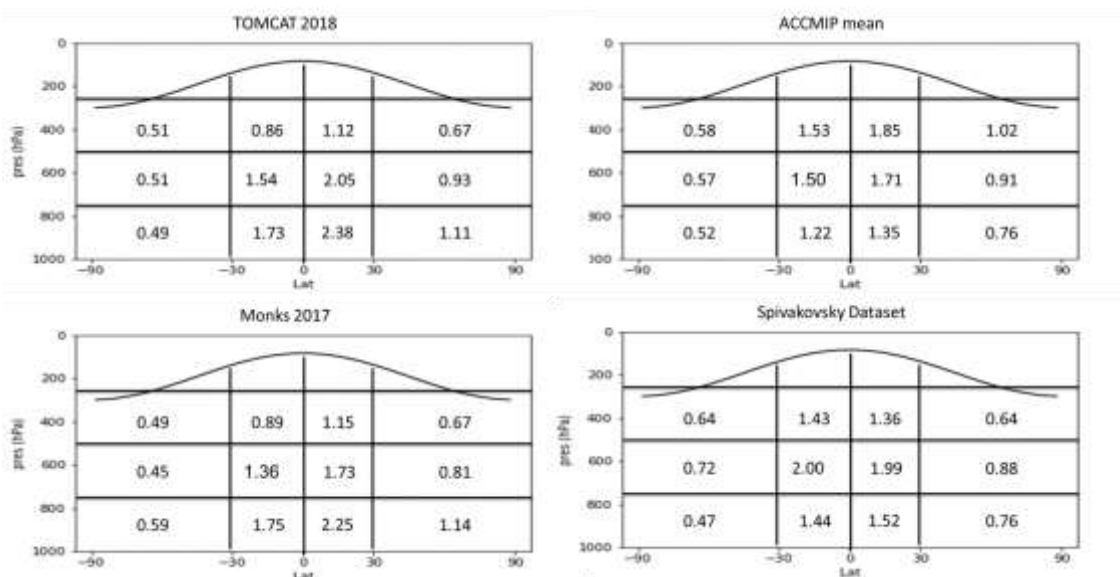 TOMCAT 2018
0
200
0.51 0.86 1.12 0.67
400
pres (hPa)
0.51 1.54 2.05 0.93
600
800
0.49 1.73 2.38 1.11
1000
−90 −30 0 30 90
Lat
ACCMIP mean
0
200
0.58 1.53 1.85 1.02
400
pres (hPa)
0.57 1.50 1.71 0.91
600
800
0.52 1.22 1.35 0.76
000
−90 −30 0 30 90
Lat
Monks 2017
0
200
0.49 0.89 1.15 0.67
400
pres (hPa)
0.45 1.36 1.73 0.81
600
800
0.59 1.75 2.25 1.14
1000
−90 −30 0 30 90
Lat
Spivakovsky Dataset
0
200
0.64 1.43 1.36 0.64
400
pres (hPa)
0.72 2.00 1.99 0.88
600
800
0.47 1.44 1.52 0.76
1000
−90 −30 0 30 90
Lat